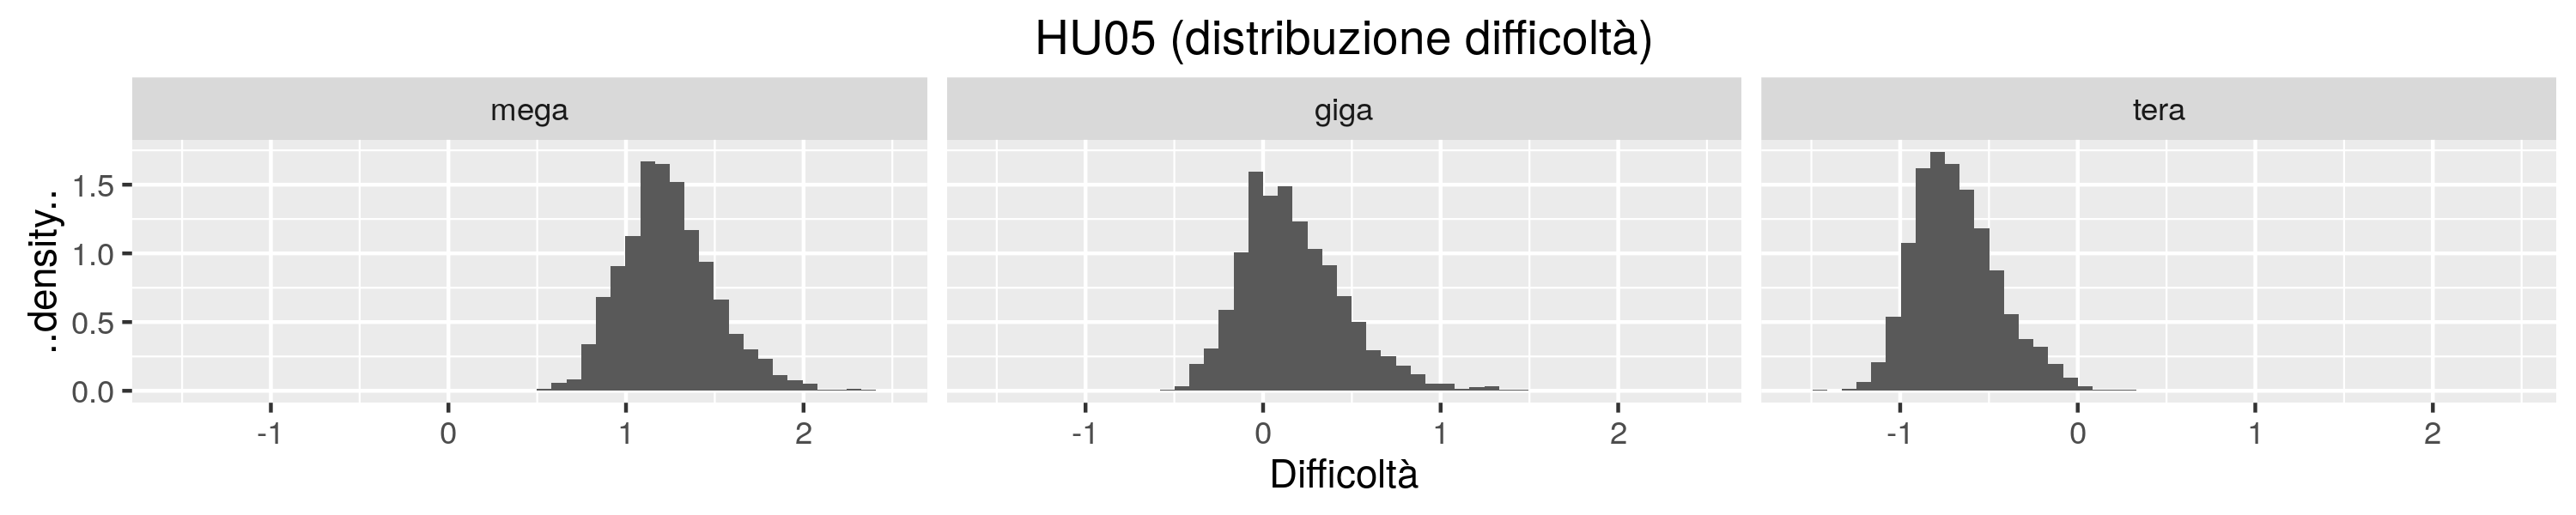 HU05 (distribuzione difficoltà)
mega giga tera
..density..
1.5
1.0
0.5
0.0
-1 0 1 2 -1 0 1 2 -1 0 1 2
Difficoltà